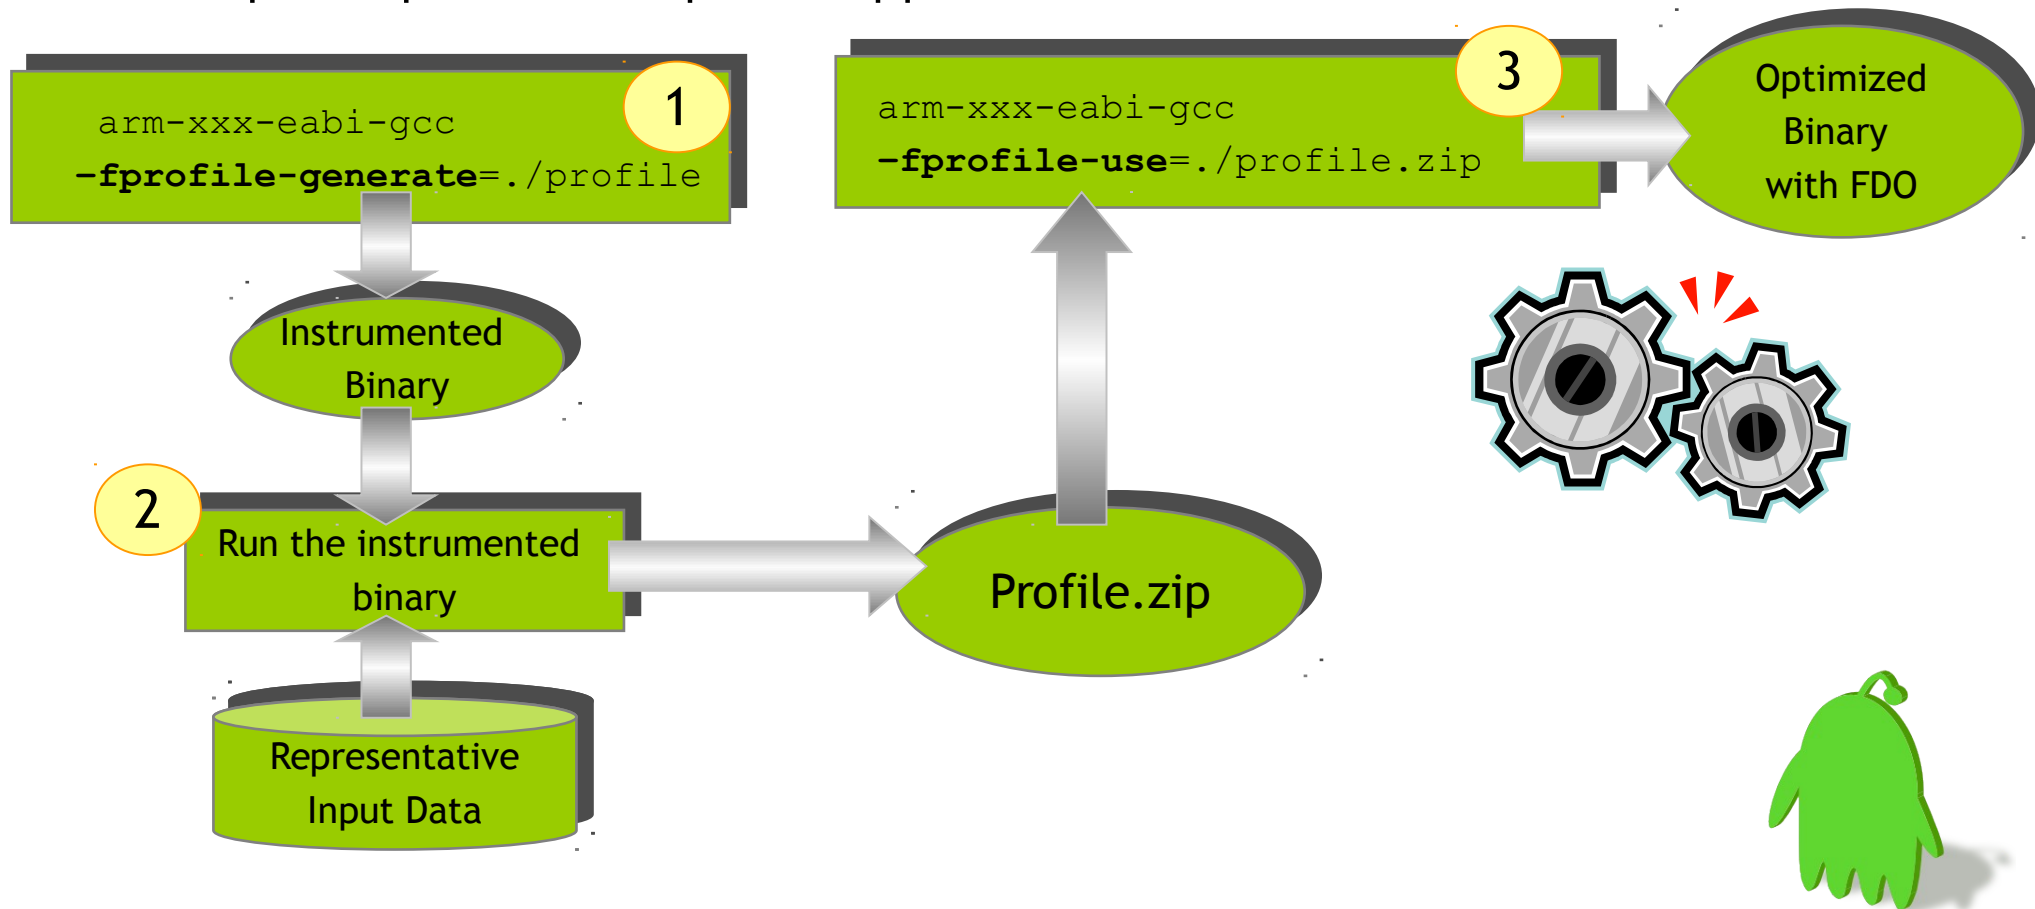 1
arm-xxx-eabi-gcc
–fprofile-generate=./profile
Instrumented
Binary
2
Run the instrumented
binary
Representative
Input Data
Profile.zip
3
arm-xxx-eabi-gcc
–fprofile-use=./profile.zip
Optimized
Binary
with FDO